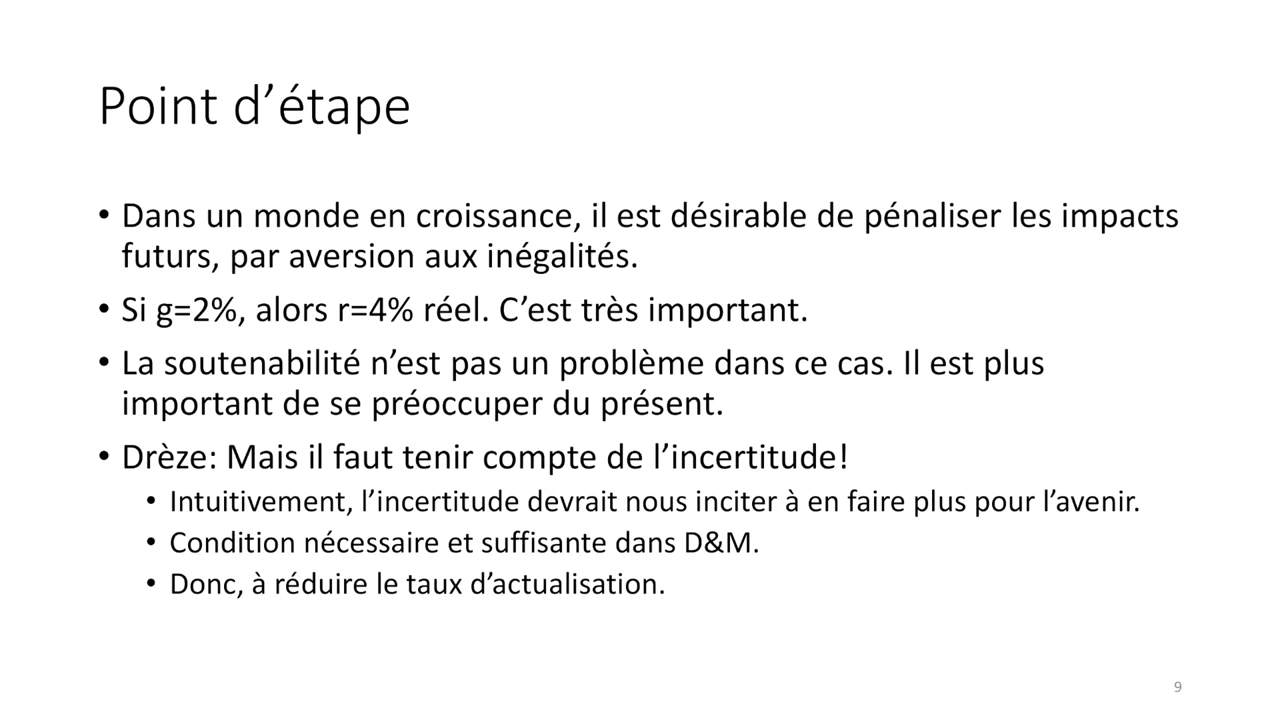 Point d’étape
• Dans un monde en croissance, il est désirable de pénaliser les impacts
futurs, par aversion aux inégalités.
• Si g=2%, alors r=4% réel. C’est très important.
• La soutenabilité n’est pas un problème dans ce cas. Il est plus
important de se préoccuper du présent.
• Drèze: Mais il faut tenir compte de l’incertitude!
• Intuitivement, l’incertitude devrait nous inciter à en faire plus pour l’avenir.
• Condition nécessaire et suffisante dans D&M.
• Donc, à réduire le taux d’actualisation.
9